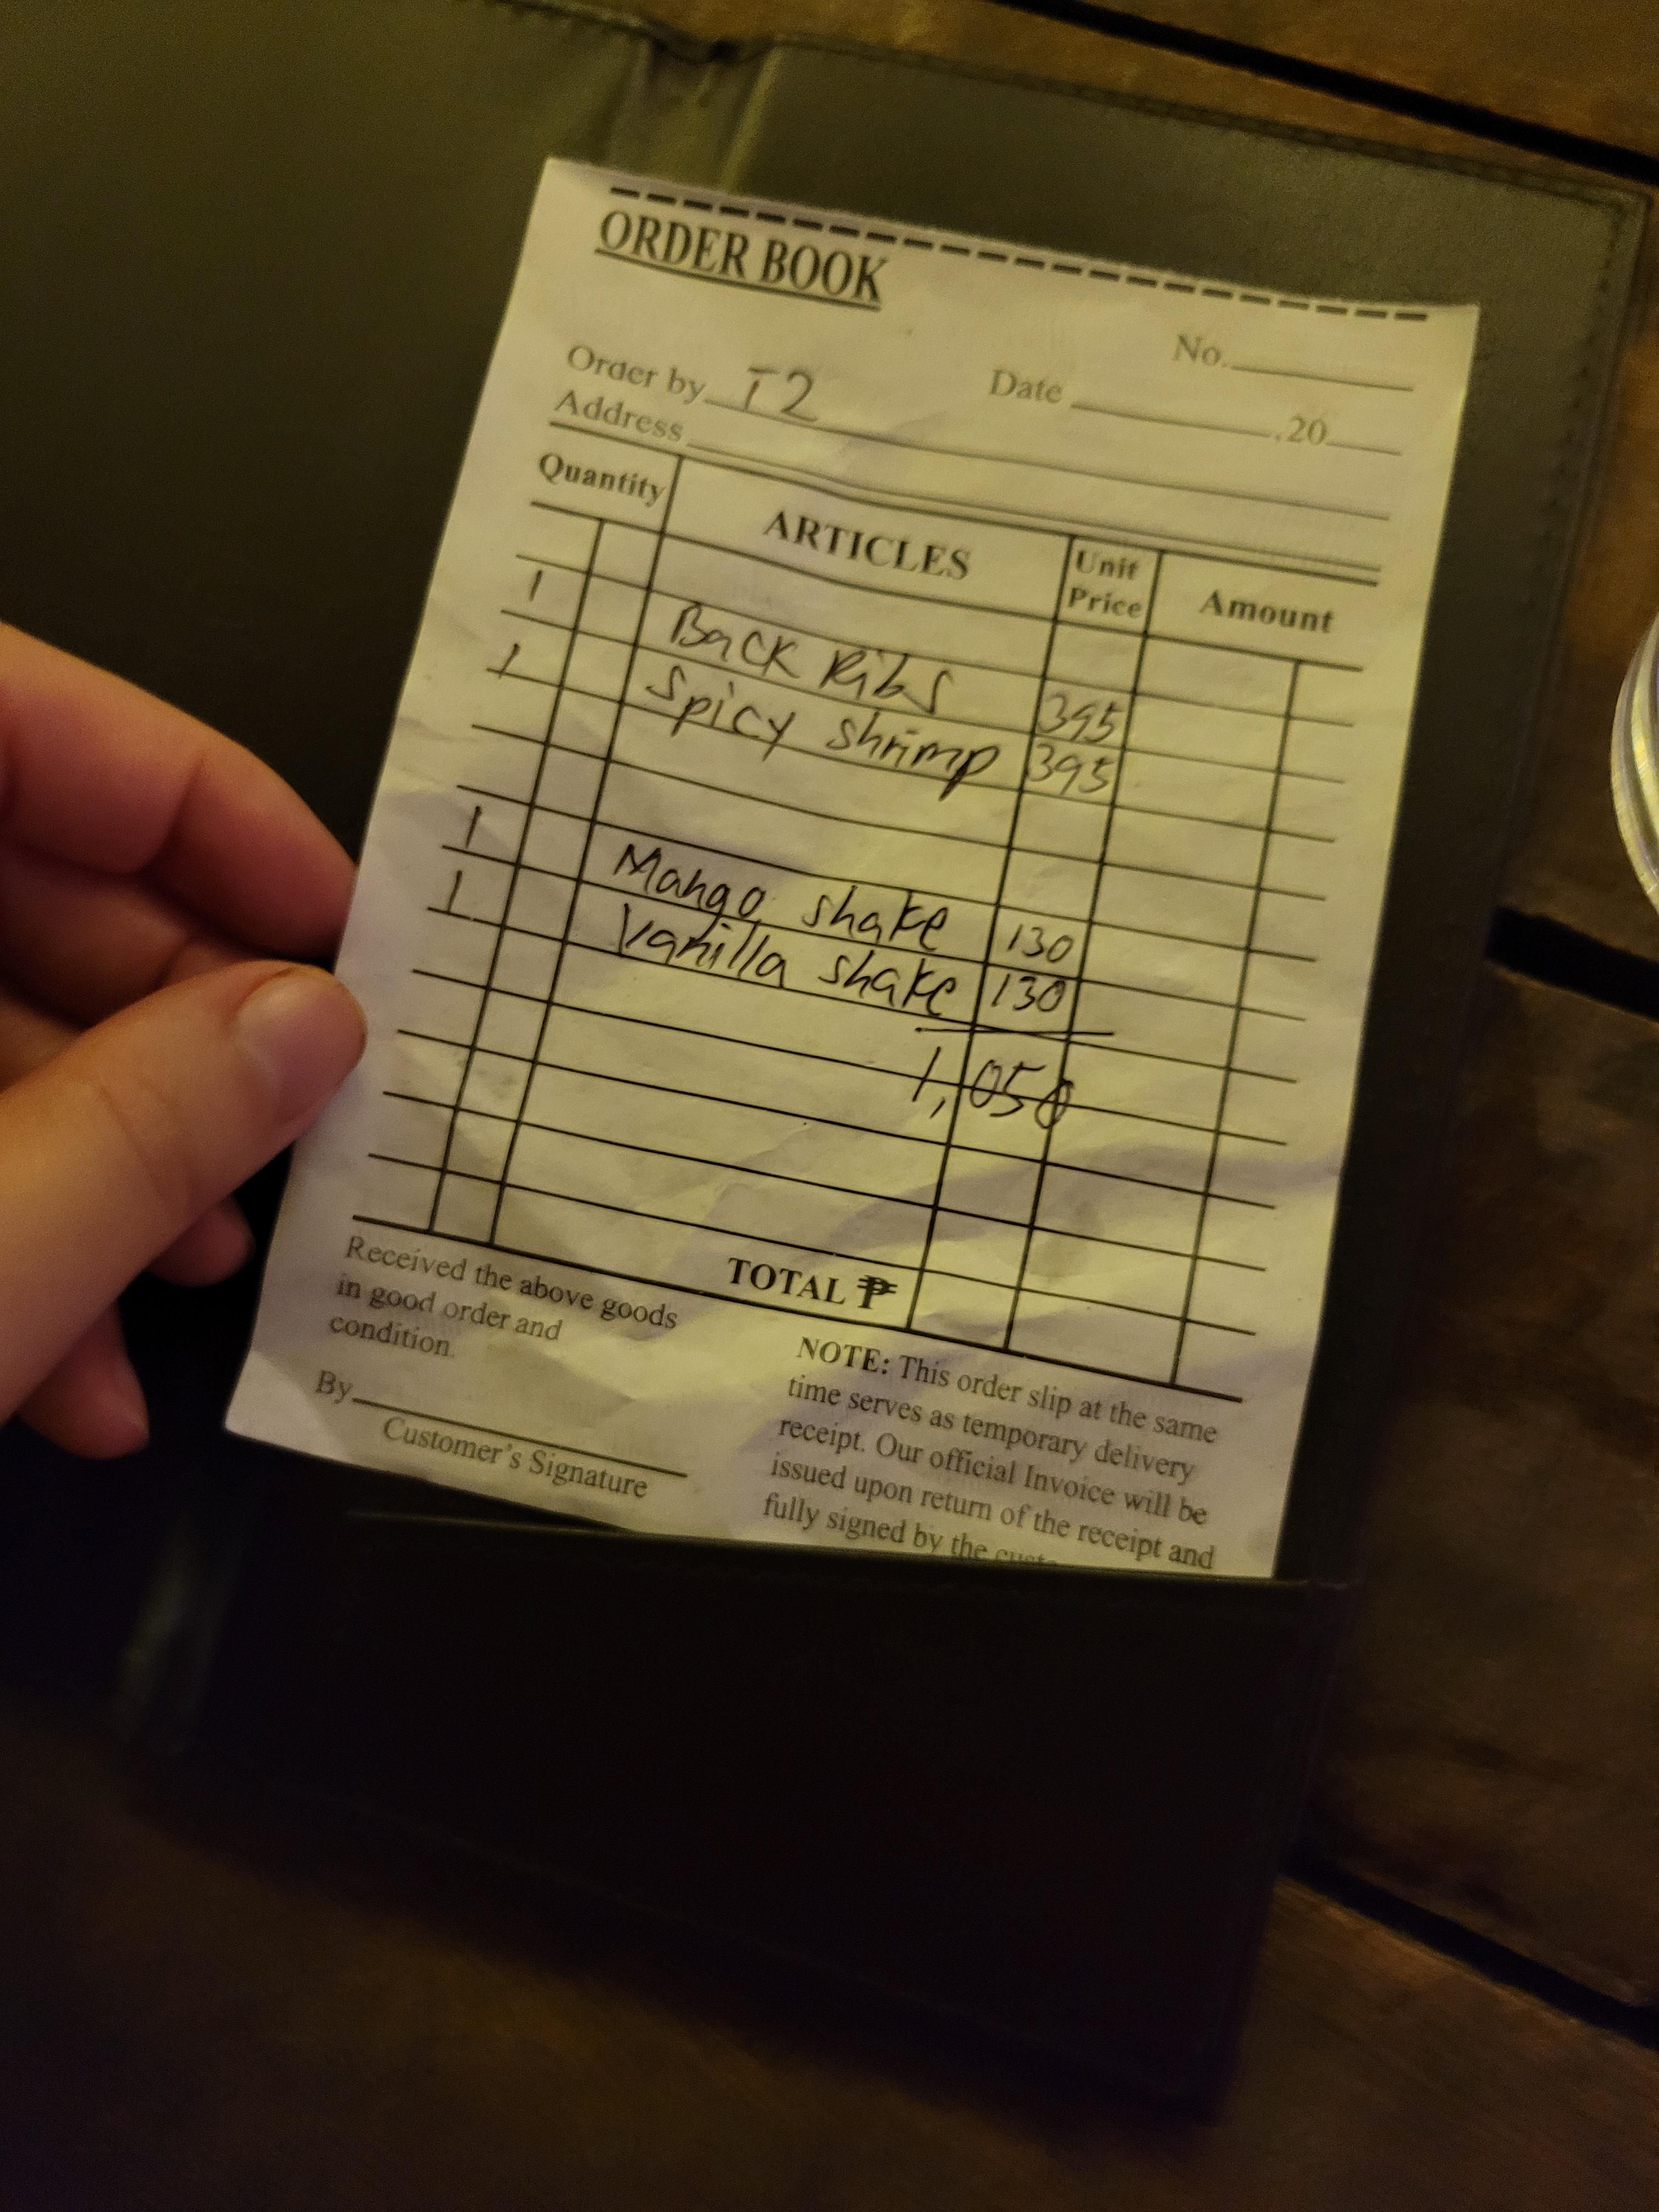 ORDER BOOK
No.
Order by T2 Date ,20
Address
Quantity ARTICLES Unit Price Amount
1 Back Ribs 395
1 Spicy shrimp 395
1 Mango shake 130
1 Vanilla shake 130
1,050
TOTAL ₱
Received the above goods
in good order and
condition.
By
Customer's Signature
NOTE: This order slip at the same
time serves as temporary delivery
receipt. Our official Invoice will be
issued upon return of the receipt and
fully signed by the